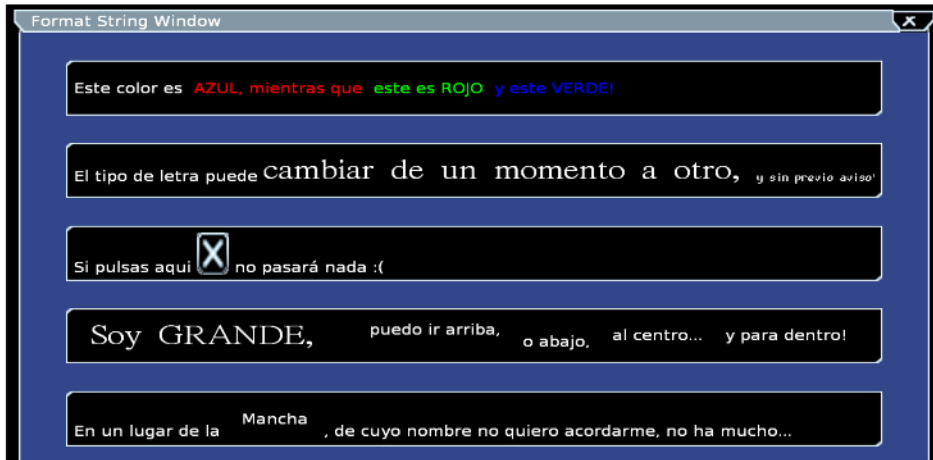 Format String Window
Este color es AZUL, mientras que este es ROJO y este VERDE!
El tipo de letra puede cambiar de un momento a otro, y sin previo aviso'
Si pulsas aqui X no pasará nada :(
Soy GRANDE, puedo ir arriba, o abajo, al centro... y para dentro!
En un lugar de la Mancha , de cuyo nombre no quiero acordarme, no ha mucho...